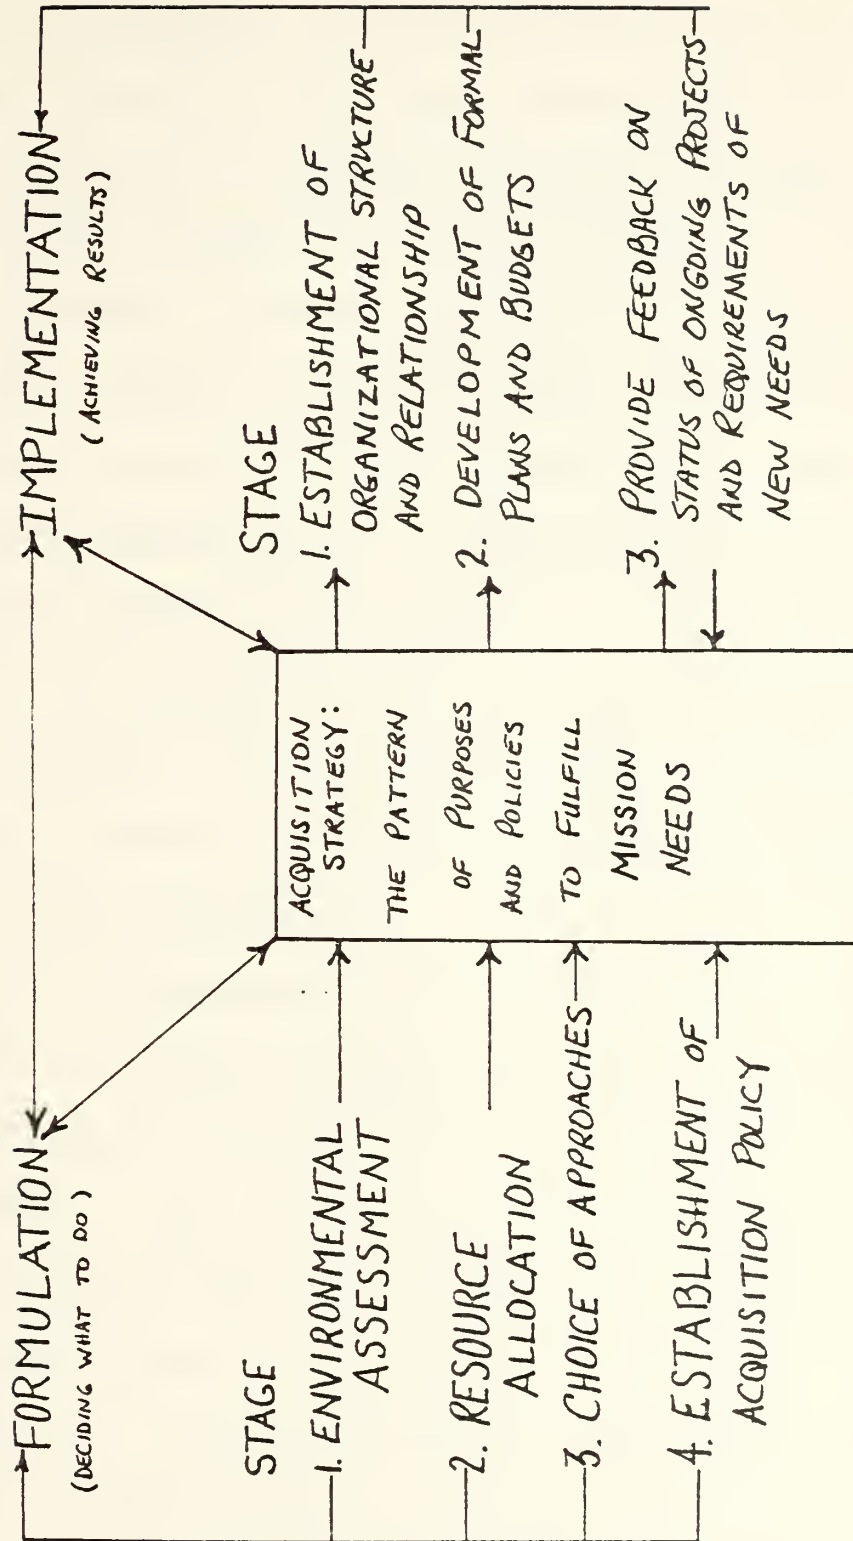 FORMULATION
(DECIDING WHAT TO DO)
STAGE
1. ENVIRONMENTAL
ASSESSMENT
2. RESOURCE
ALLOCATION
3. CHOICE OF APPROACHES
4. ESTABLISHMENT OF
ACQUISITION POLICY
ACQUISITION
STRATEGY:
THE PATTERN
OF PURPOSES
AND POLICIES
TO FULFILL
MISSION
NEEDS
IMPLEMENTATION
(ACHIEVING RESULTS)
STAGE
1. ESTABLISHMENT OF
ORGANIZATIONAL STRUCTURE
AND RELATIONSHIP
2. DEVELOPMENT OF FORMAL
PLANS AND BUDGETS
3. PROVIDE FEEDBACK ON
STATUS OF ONGOING PROJECTS
AND REQUIREMENTS OF
NEW NEEDS